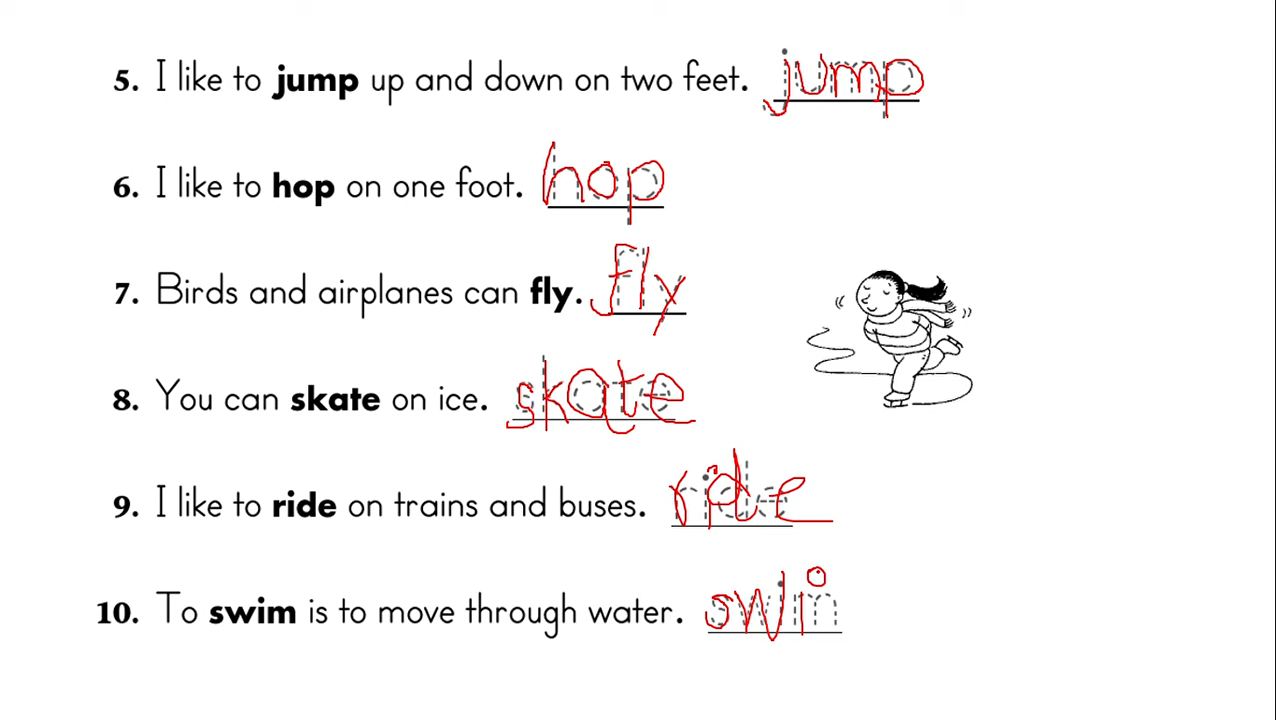 5. I like to jump up and down on two feet. jump
6. I like to hop on one foot. hop
7. Birds and airplanes can fly. fly
8. You can skate on ice. skate
9. I like to ride on trains and buses. ride
10. To swim is to move through water. swim